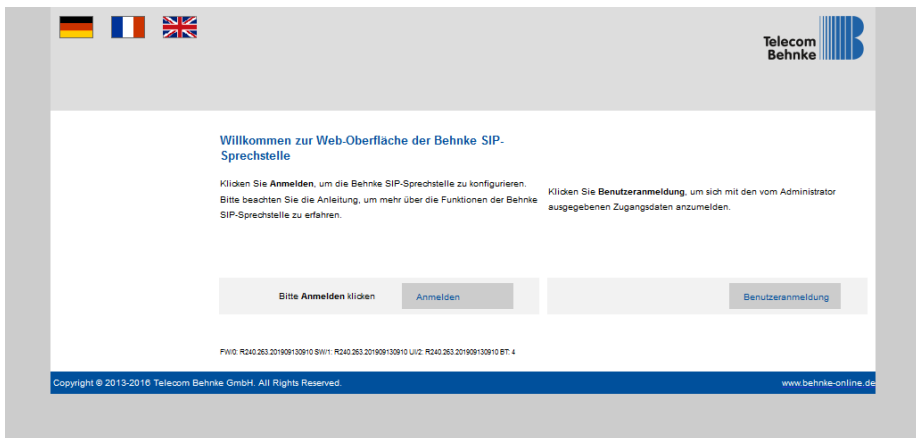 Telecom
Behnke
Willkommen zur Web-Oberfläche der Behnke SIP-
Sprechstelle
Klicken Sie Anmelden, um die Behnke SIP-Sprechstelle zu konfigurieren.
Bitte beachten Sie die Anleitung, um mehr über die Funktionen der Behnke
SIP-Sprechstelle zu erfahren.
Klicken Sie Benutzeranmeldung, um sich mit den vom Administrator
ausgegebenen Zugangsdaten anzumelden.
Bitte Anmelden klicken
Anmelden
Benutzeranmeldung
FW/0: R240.263.201909130910 SW/1: R240.263.201909130910 UI/2: R240.263.201909130910 BT: 4
Copyright © 2013-2016 Telecom Behnke GmbH. All Rights Reserved.
www.behnke-online.de